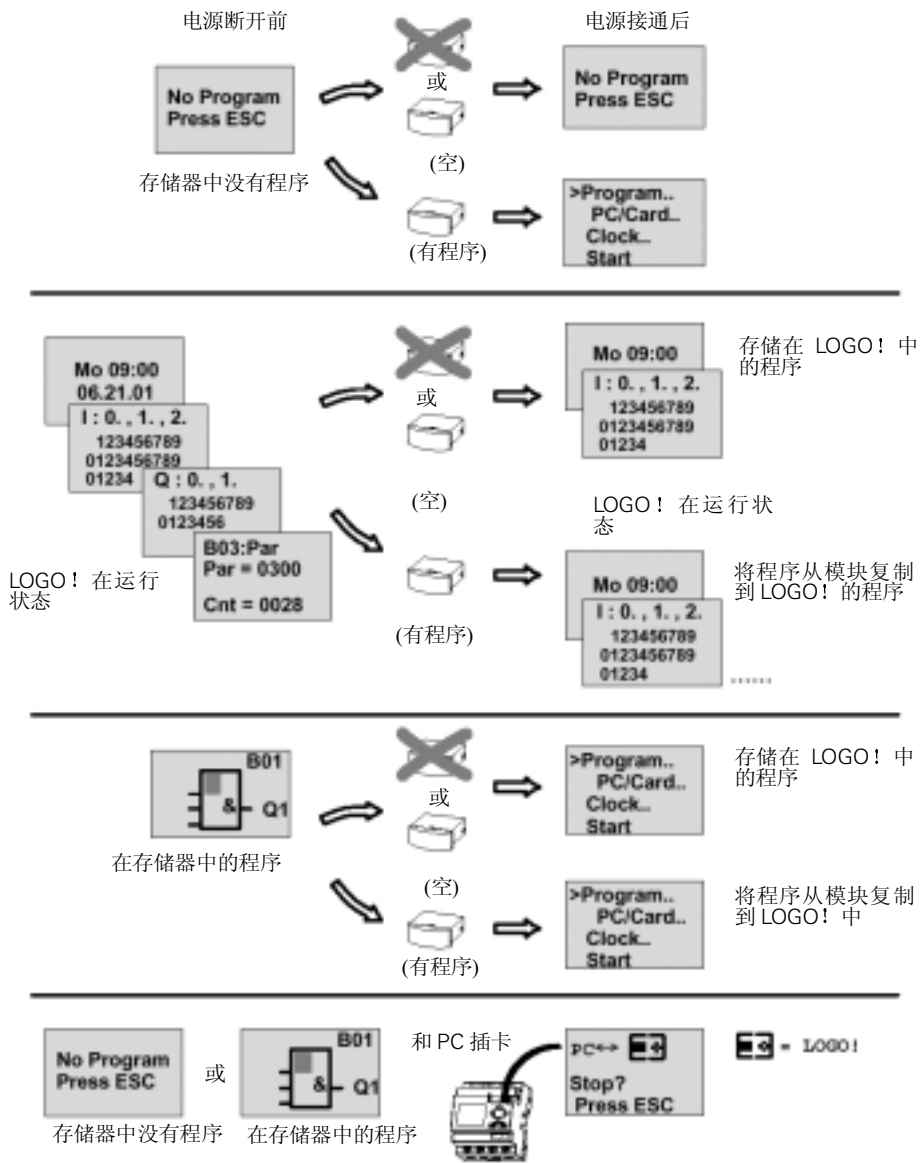 电源断开前
电源接通后
No Program
Press ESC
或
No Program
Press ESC
(空)
存储器中没有程序
>Program..
PC/Card..
Clock..
Start
(有程序)
Mo 09:00
06.21.01
I : 0. , 1. , 2.
123456789
0123456789
01234
Q : 0. , 1.
123456789
0123456
B03:Par
Par = 0300
Cnt = 0028
LOGO! 在运行
状态
或
(空)
(有程序)
Mo 09:00
I : 0. , 1. , 2.
123456789
0123456789
01234
存储在 LOGO! 中
的程序
LOGO! 在运行状
态
Mo 09:00
I : 0. , 1. , 2.
123456789
0123456789
01234
......
将程序从模块复制
到 LOGO! 的程序
B01
&
Q1
在存储器中的程序
或
(空)
(有程序)
>Program..
PC/Card..
Clock..
Start
存储在 LOGO! 中
的程序
>Program..
PC/Card..
Clock..
Start
将程序从模块复制
到 LOGO! 中
No Program
Press ESC
存储器中没有程序
或
B01
&
Q1
在存储器中的程序
和 PC 插卡
PC↔
Stop?
Press ESC
= LOGO!